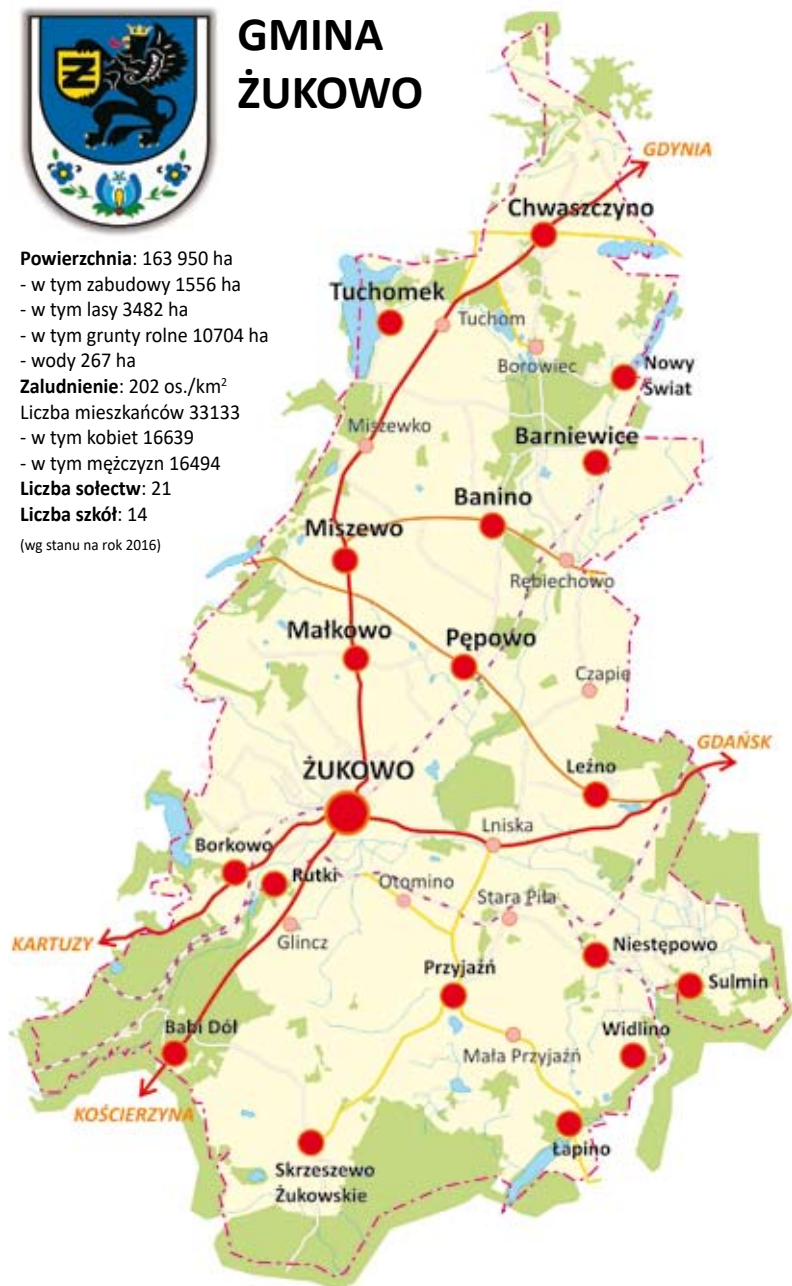 GMINA
ŻUKOWO
Powierzchnia: 163 950 ha
- w tym zabudowy 1556 ha
- w tym lasy 3482 ha
- w tym grunty rolne 10704 ha
- wody 267 ha
Zaludnienie: 202 os./km²
Liczba mieszkańców 33133
- w tym kobiet 16639
- w tym mężczyzn 16494
Liczba sołectw: 21
Liczba szkół: 14
(wg stanu na rok 2016)
GDYNIA
Chwaszczyno
Tuchomek
Tuchom
Borowiec
Nowy
Świat
Miszewko
Barniewice
Banino
Miszewo
Rębiechowo
Małkowo
Pępowo
Czapie
GDAŃSK
ŻUKOWO
Leźno
Lniska
Borkowo
Rutki
Otomino
Stara Piła
KARTUZY
Glincz
Niestępowo
Przyjaźń
Sulmin
Babi Dół
Widlino
Mała Przyjaźń
KOŚCIERZYNA
Łapino
Skrzeszewo
Żukowskie